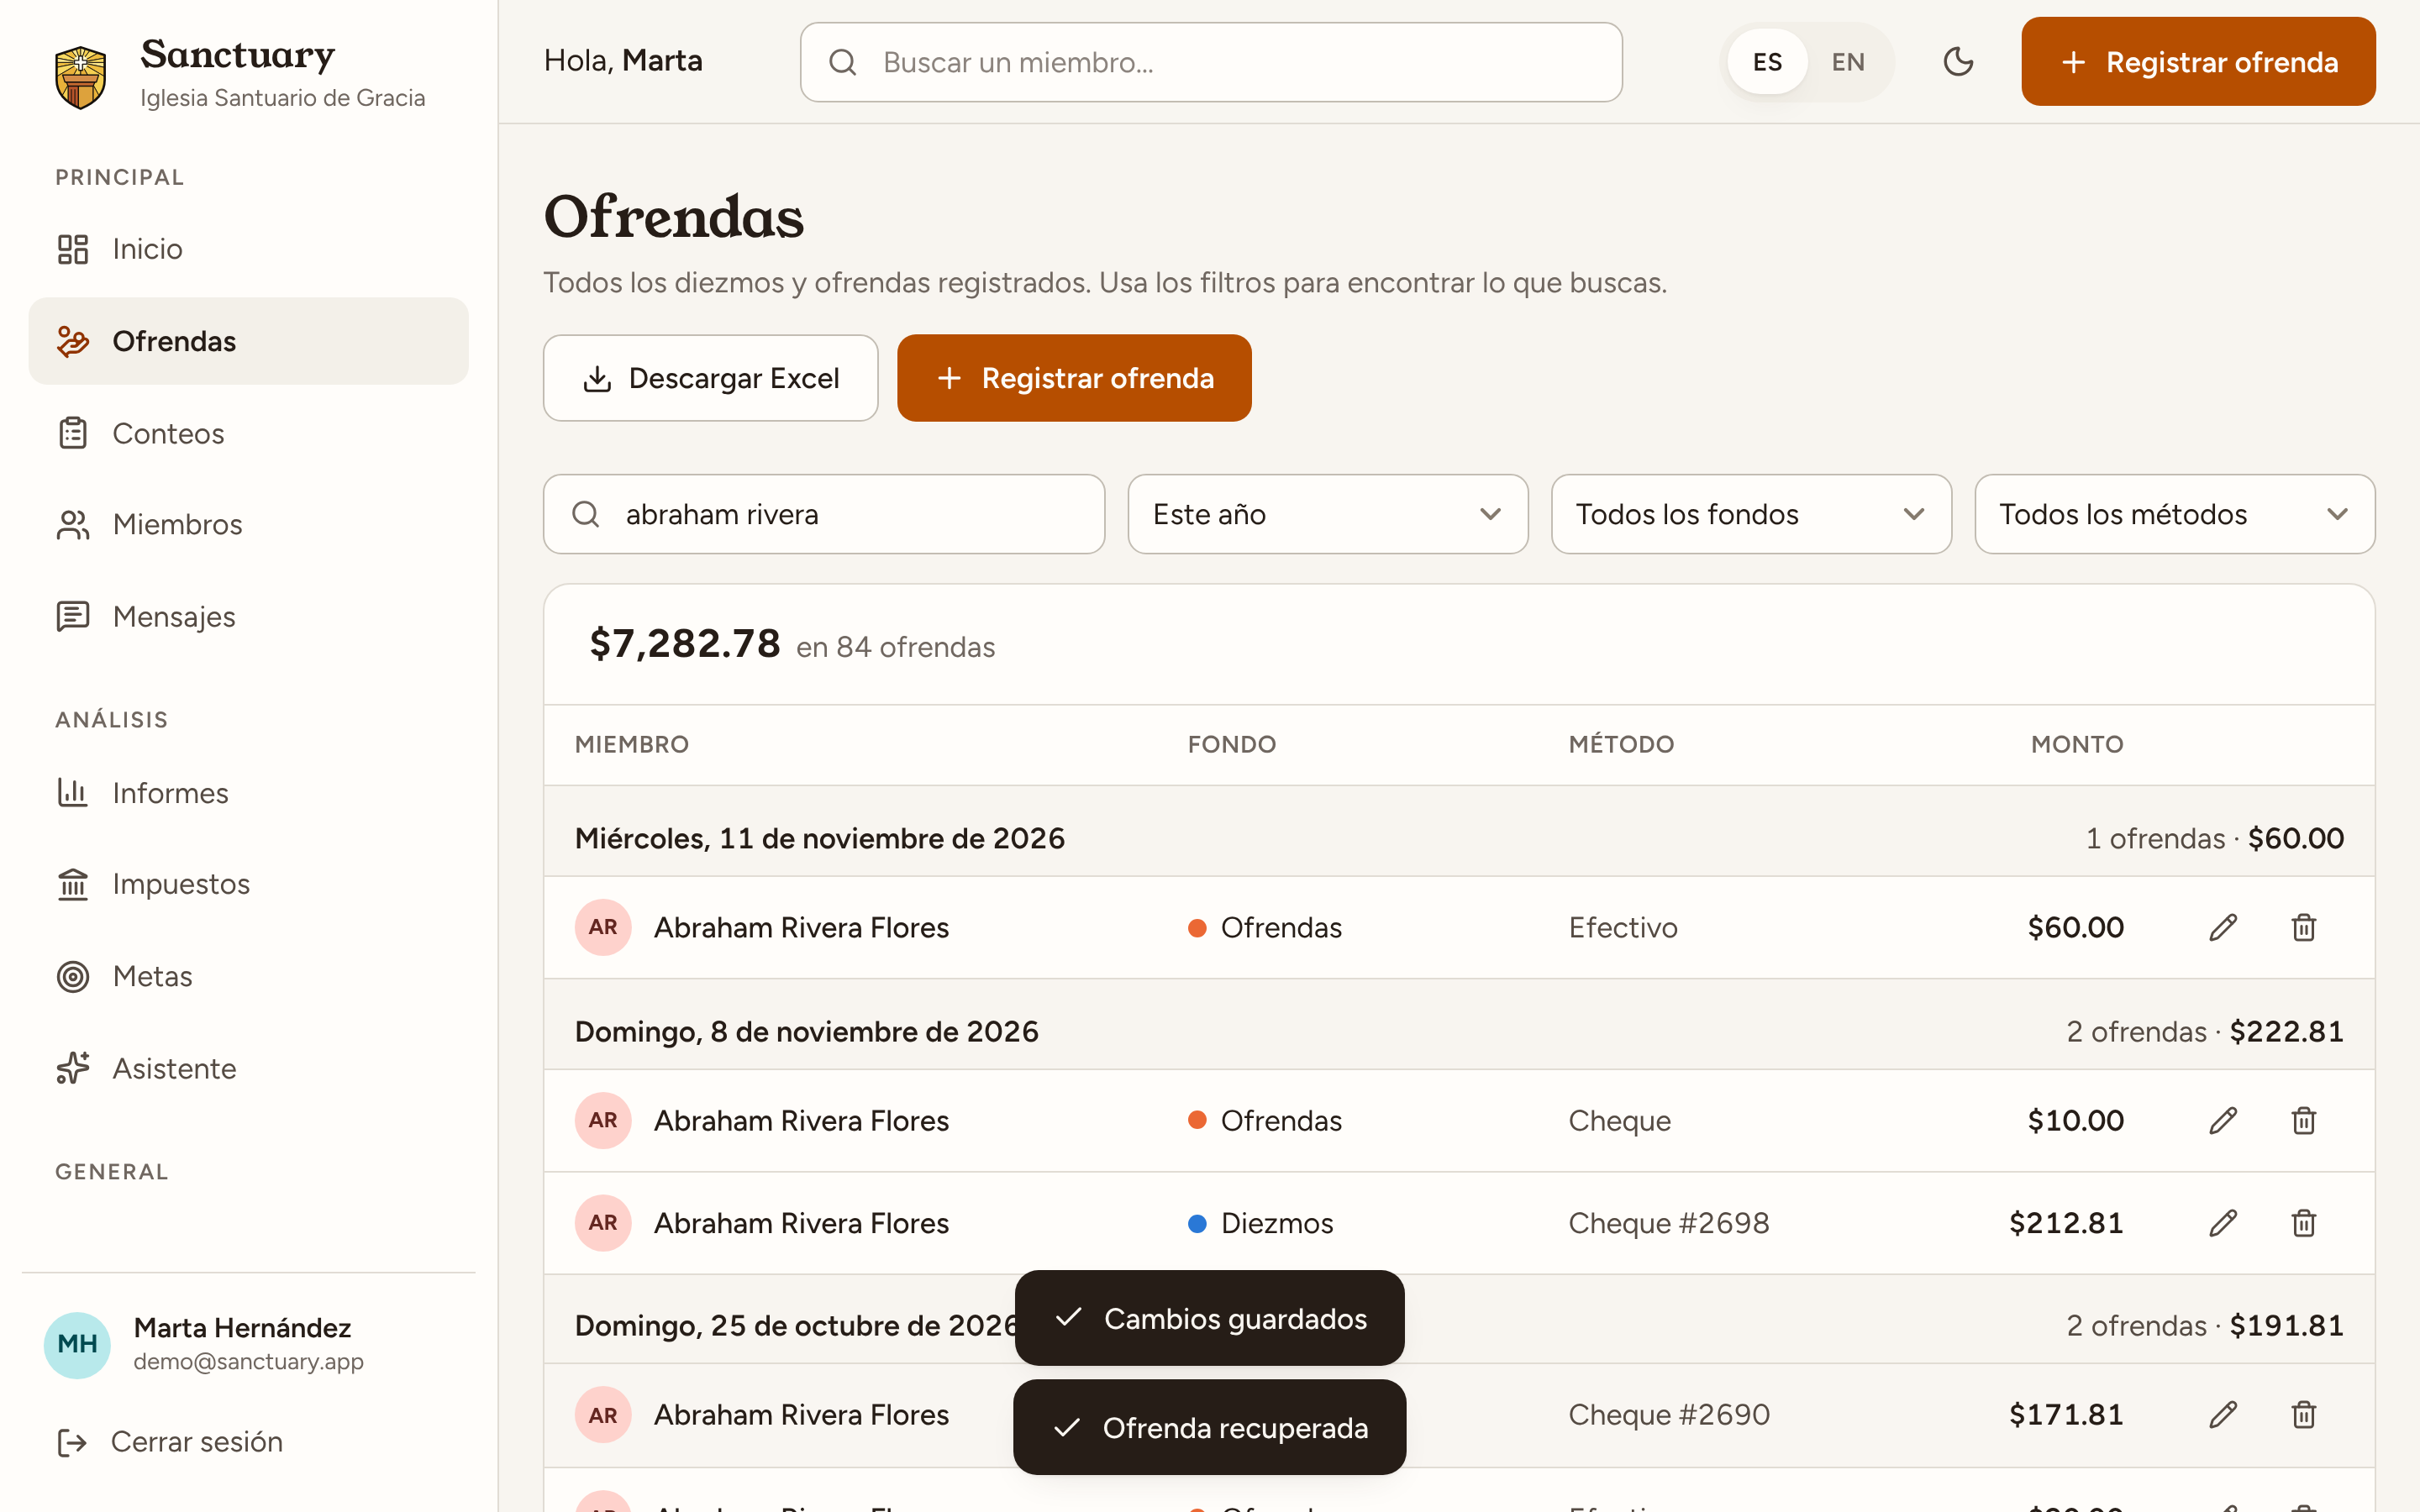 Sanctuary
Iglesia Santuario de Gracia
PRINCIPAL
Inicio
Ofrendas
Conteos
Miembros
Mensajes
ANÁLISIS
Informes
Impuestos
Metas
Asistente
GENERAL
MH
Marta Hernández
demo@sanctuary.app
Cerrar sesión
Hola, Marta
Buscar un miembro...
ES EN
+ Registrar ofrenda
Ofrendas
Todos los diezmos y ofrendas registrados. Usa los filtros para encontrar lo que buscas.
Descargar Excel
+ Registrar ofrenda
abraham rivera
Este año
Todos los fondos
Todos los métodos
$7,282.78 en 84 ofrendas
MIEMBRO FONDO MÉTODO MONTO
Miércoles, 11 de noviembre de 2026 1 ofrendas · $60.00
AR Abraham Rivera Flores Ofrendas Efectivo $60.00
Domingo, 8 de noviembre de 2026 2 ofrendas · $222.81
AR Abraham Rivera Flores Ofrendas Cheque $10.00
AR Abraham Rivera Flores Diezmos Cheque #2698 $212.81
Domingo, 25 de octubre de 2026 2 ofrendas · $191.81
AR Abraham Rivera Flores Cheque #2690 $171.81
Cambios guardados
Ofrenda recuperada